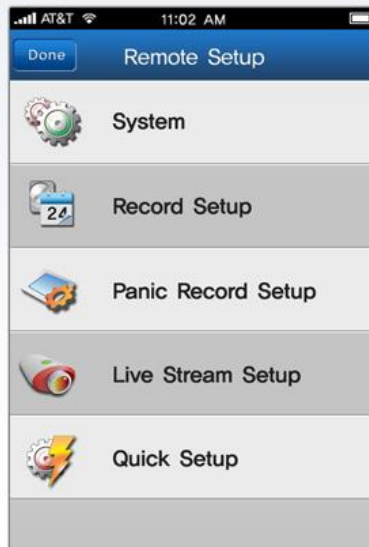 AT&T 11:02 AM
Done Remote Setup
System
24
Record Setup
Panic Record Setup
Live Stream Setup
Quick Setup